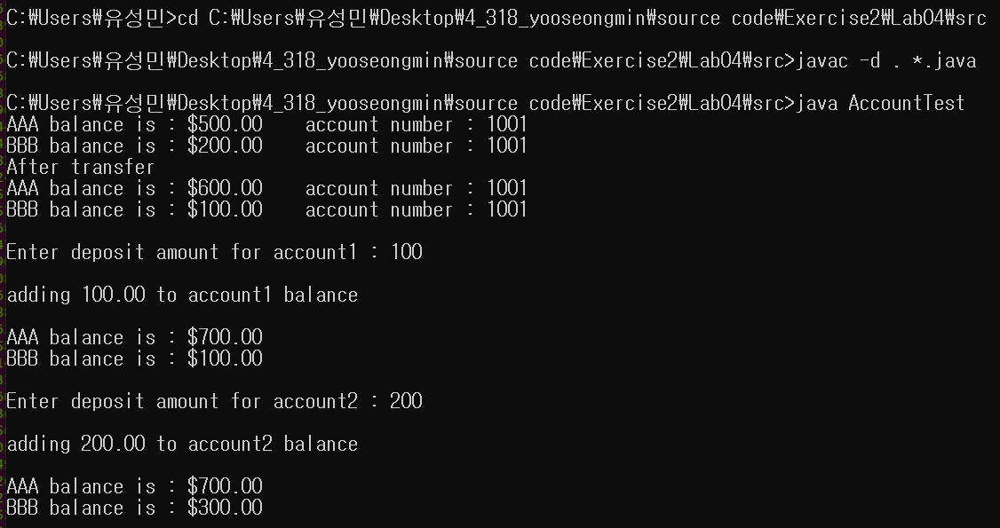 C:₩Users₩유성민>cd C:₩Users₩유성민₩Desktop₩4_318_yooseongmin₩source code₩Exercise2₩Lab04₩src
C:₩Users₩유성민₩Desktop₩4_318_yooseongmin₩source code₩Exercise2₩Lab04₩src>javac -d . *.java
C:₩Users₩유성민₩Desktop₩4_318_yooseongmin₩source code₩Exercise2₩Lab04₩src>java AccountTest
AAA balance is : $500.00    account number : 1001
BBB balance is : $200.00    account number : 1001
After transfer
AAA balance is : $600.00    account number : 1001
BBB balance is : $100.00    account number : 1001
Enter deposit amount for account1 : 100
adding 100.00 to account1 balance
AAA balance is : $700.00
BBB balance is : $100.00
Enter deposit amount for account2 : 200
adding 200.00 to account2 balance
AAA balance is : $700.00
BBB balance is : $300.00